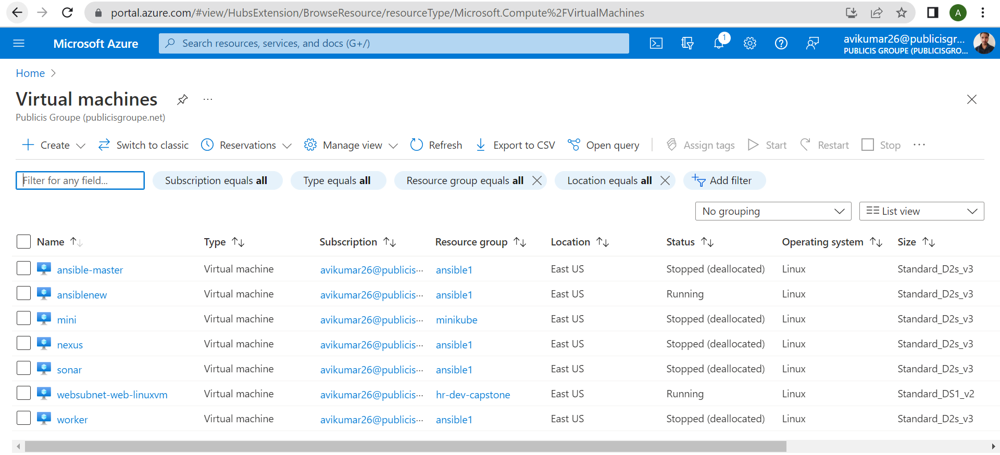 portal.azure.com/#view/HubsExtension/BrowseResource/resourceType/Microsoft.Compute%2FVirtualMachines
A
Microsoft Azure
Search resources, services, and docs (G+/)
1
avikumar26@publicisgr...
PUBLICIS GROUPE (PUBLICISGRO...
Home
Virtual machines
...
Publicis Groupe (publicisgroupe.net)
Create Switch to classic Reservations Manage view Refresh Export to CSV Open query Assign tags Start Restart Stop ...
Filter for any field... Subscription equals all Type equals all Resource group equals all Location equals all Add filter
No grouping List view
Name Type Subscription Resource group Location Status Operating system Size
ansible-master Virtual machine avikumar26@publicis... ansible1 East US Stopped (deallocated) Linux Standard_D2s_v3
ansiblenew Virtual machine avikumar26@publicis... ansible1 East US Running Linux Standard_D2s_v3
mini Virtual machine avikumar26@publicis... minikube East US Stopped (deallocated) Linux Standard_D2s_v3
nexus Virtual machine avikumar26@publicis... ansible1 East US Stopped (deallocated) Linux Standard_D2s_v3
sonar Virtual machine avikumar26@publicis... ansible1 East US Stopped (deallocated) Linux Standard_D2s_v3
websubnet-web-linuxvm Virtual machine avikumar26@publicis... hr-dev-capstone East US Running Linux Standard_DS1_v2
worker Virtual machine avikumar26@publicis... ansible1 East US Stopped (deallocated) Linux Standard_D2s_v3